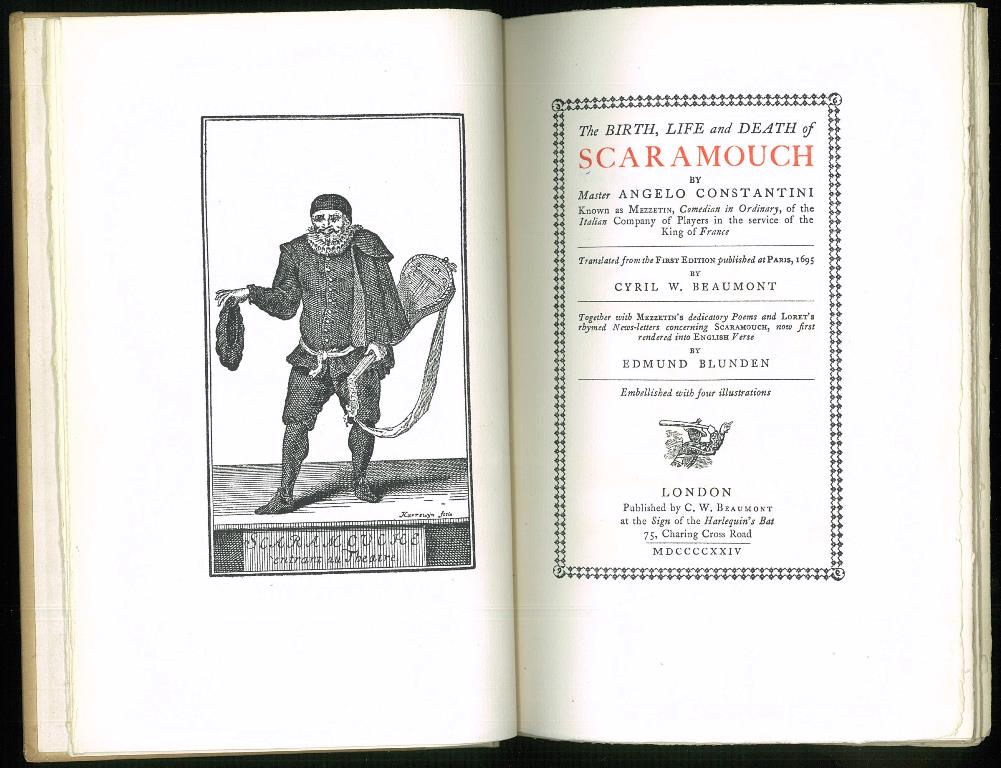 Harrewyn fecit
SCARAMOUCHE
entrant au Theatre
The BIRTH, LIFE and DEATH of
SCARAMOUCH
BY
Master ANGELO CONSTANTINI
Known as MEZZETIN, Comedian in Ordinary, of the
Italian Company of Players in the service of the
King of France
Translated from the FIRST EDITION published at PARIS, 1695
BY
CYRIL W. BEAUMONT
Together with MEZZETIN'S dedicatory Poems and LORET'S
rhymed News-letters concerning SCARAMOUCH, now first
rendered into ENGLISH Verse
BY
EDMUND BLUNDEN
Embellished with four illustrations
LONDON
Published by C. W. BEAUMONT
at the Sign of the Harlequin's Bat
75, Charing Cross Road
MDCCCCXXIV